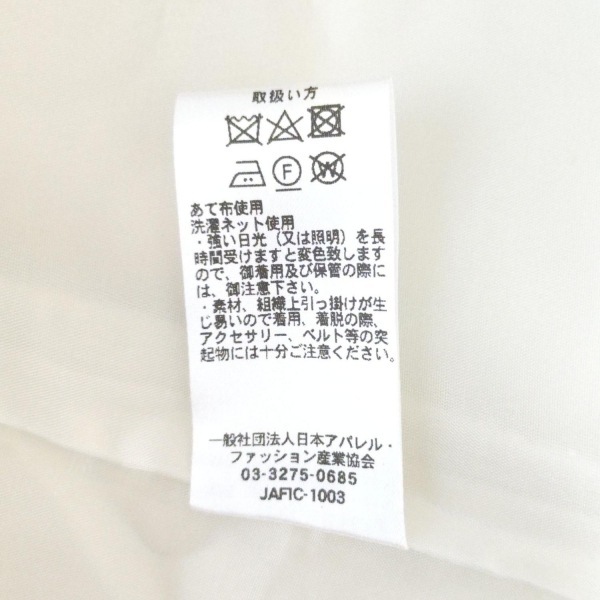 取扱い方
F W
あて布使用
洗濯ネット使用
・強い日光（又は照明）を長
時間受けますと変色致します
ので、御着用及び保管の際に
は、御注意下さい。
・素材、組織上引っ掛けが生
じ易いので着用、着脱の際、
アクセサリー、ベルト等の突
起物には十分ご注意ください。
一般社団法人日本アパレル・
ファッション産業協会
03-3275-0685
JAFIC-1003